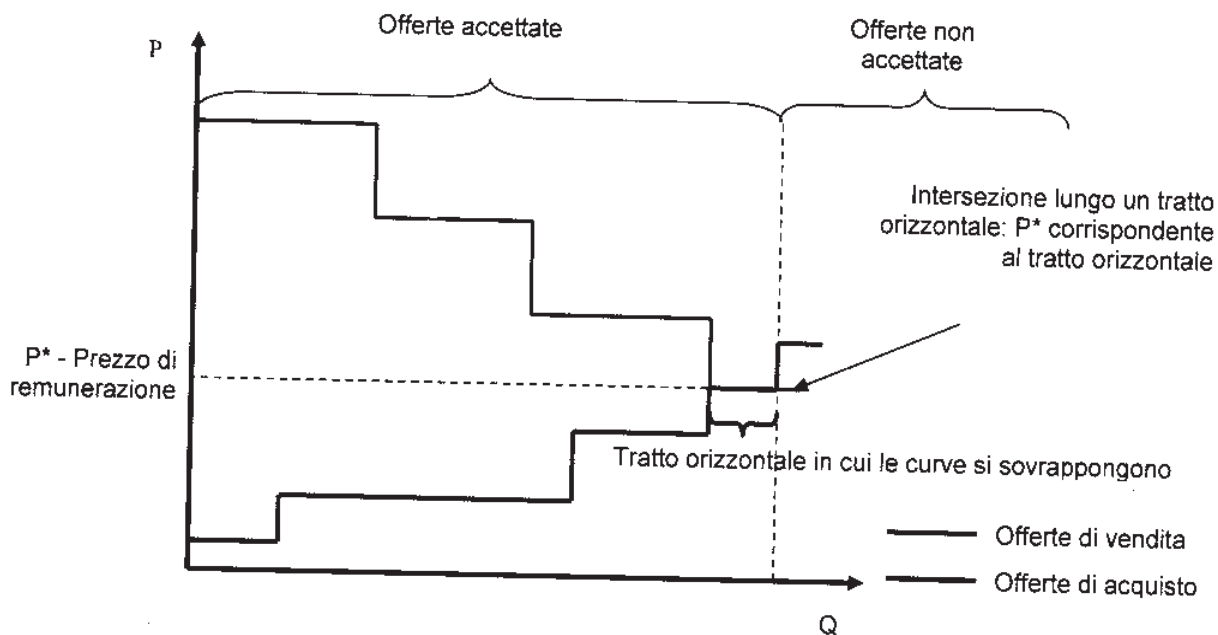 Offerte accettate
Offerte non
accettate
P
Intersezione lungo un tratto
orizzontale: P* corrispondente
al tratto orizzontale
P* - Prezzo di
remunerazione
Tratto orizzontale in cui le curve si sovrappongono
Offerte di vendita
Offerte di acquisto
Q